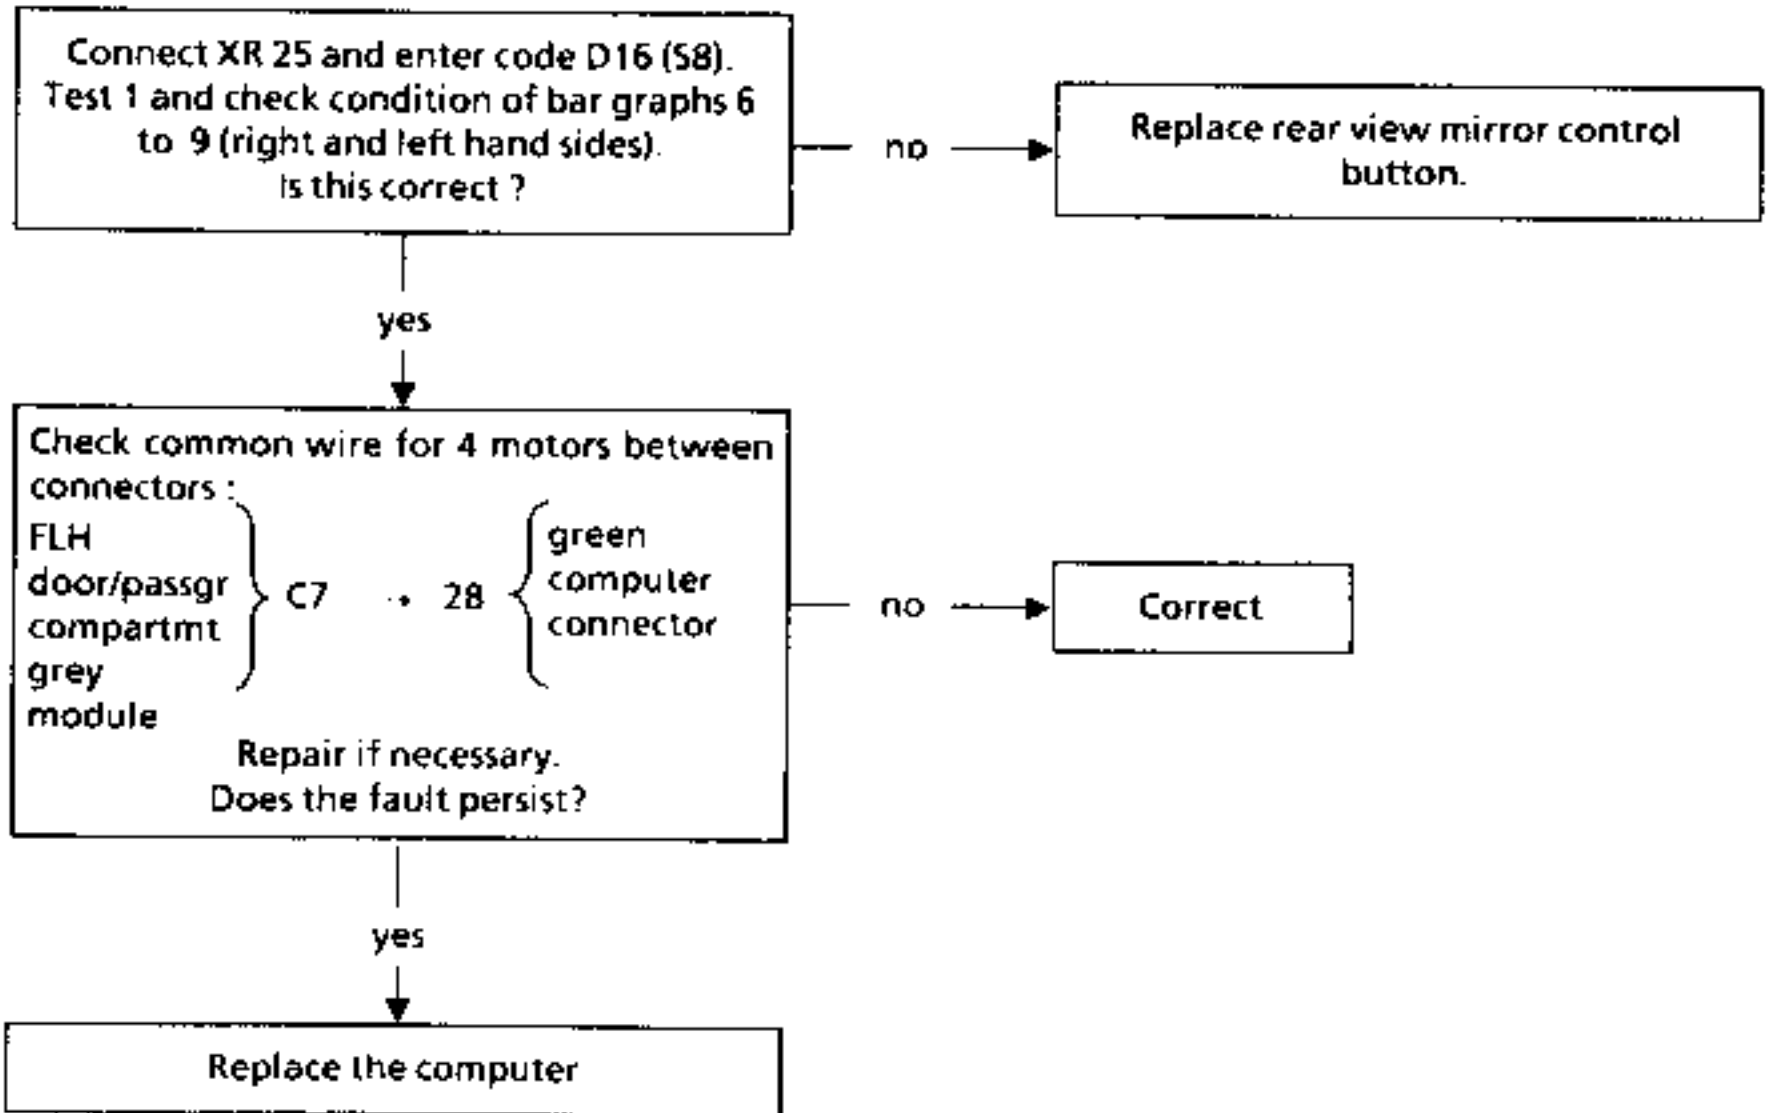 Connect XR 25 and enter code D16 (S8).
Test 1 and check condition of bar graphs 6
to 9 (right and left hand sides).
Is this correct ?
no
Replace rear view mirror control
button.
yes
Check common wire for 4 motors between
connectors :
FLH
door/passgr
compartmt
grey
module
C7
28
green
computer
connector
Repair if necessary.
Does the fault persist?
no
Correct
yes
Replace the computer